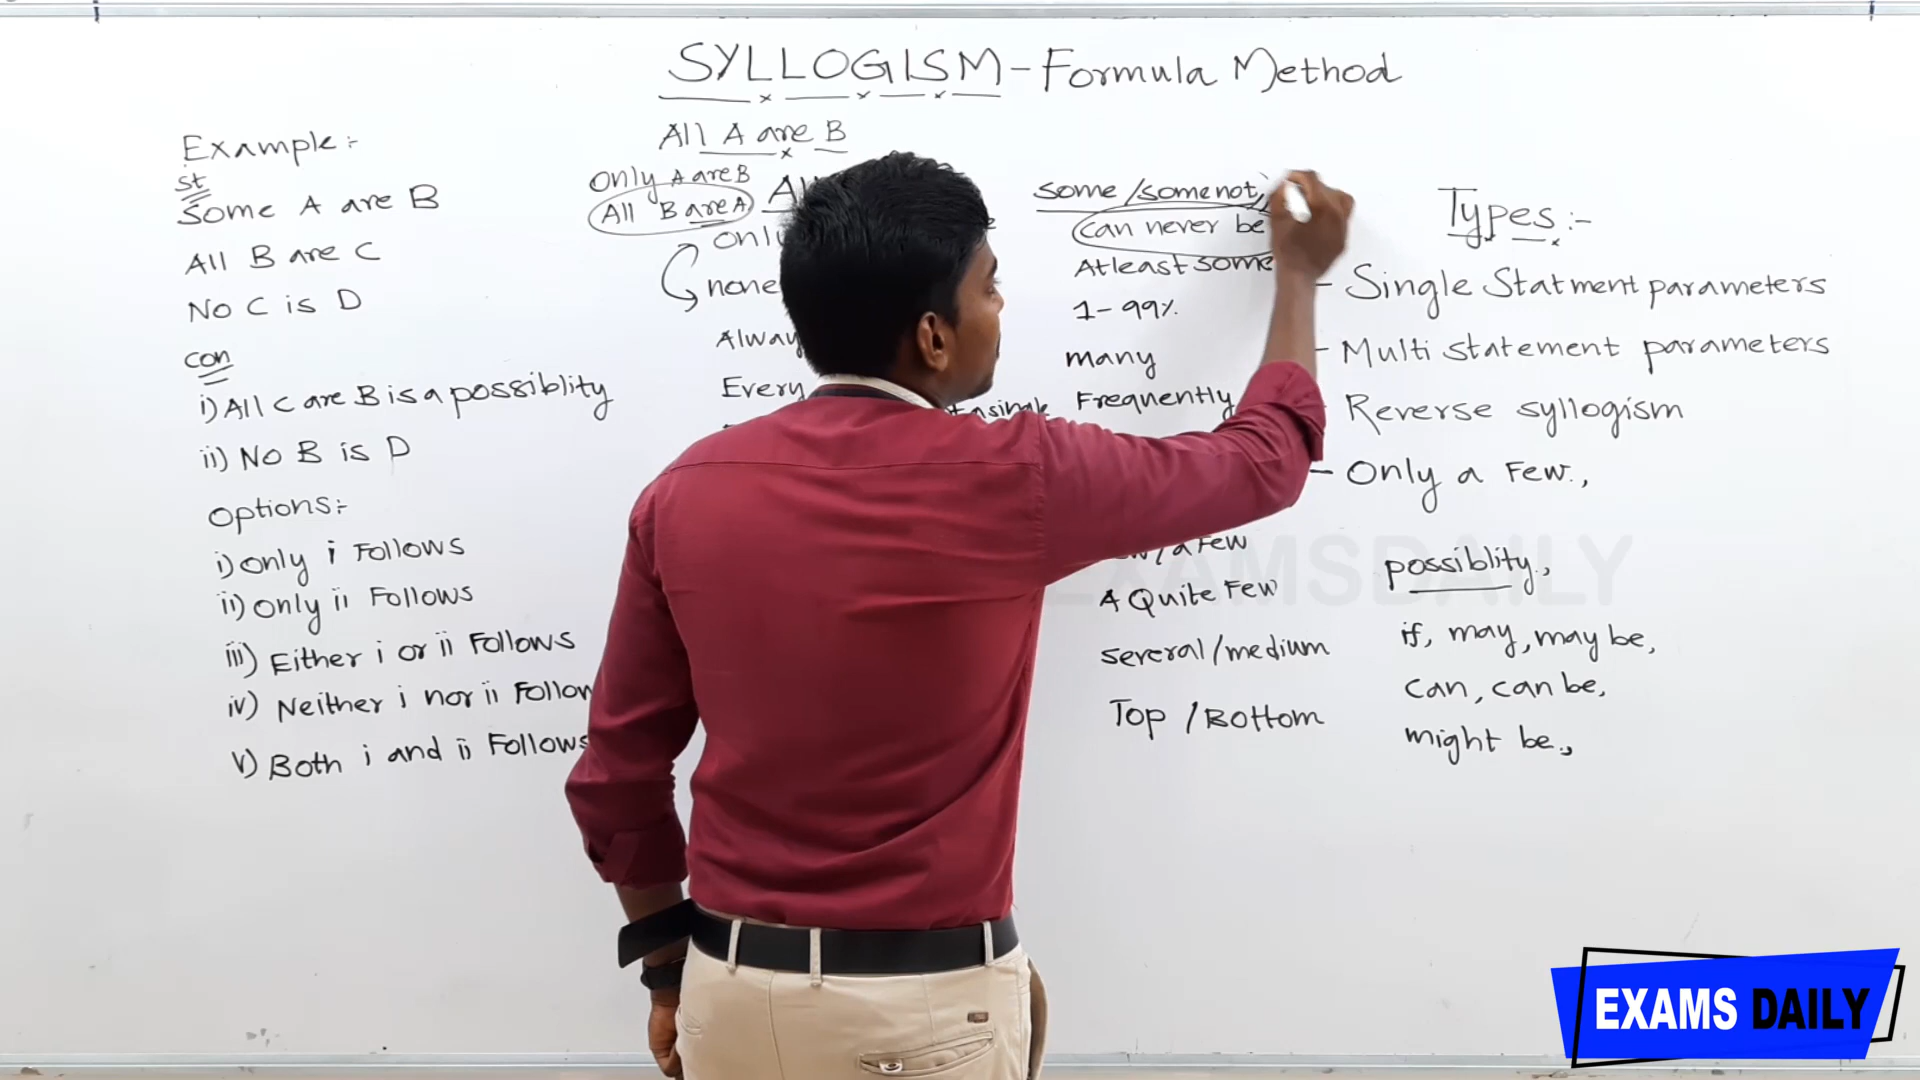 SYLLOGISM - Formula Method
Example:-
st
Some A are B
All B are C
No C is D
con
i) All C are B is a possiblity
ii) No B is D
Options:-
i) Only i Follows
ii) Only ii Follows
iii) Either i or ii Follows
iv) Neither i nor ii Follow
v) Both i and ii Follows
All A are B
Only A are B
All B are A
none
Every
a single
some / some not,
can never be
Atleast some
1 - 99%
many
Frequently
a Few
A Quite Few
several / medium
Top / Bottom
Types:-
- Single Statment parameters
- Multi statement parameters
- Reverse syllogism
- Only a Few.,
possiblity.,
if, may, may be,
can, can be,
might be.,
EXAMSDAILY
EXAMS DAILY